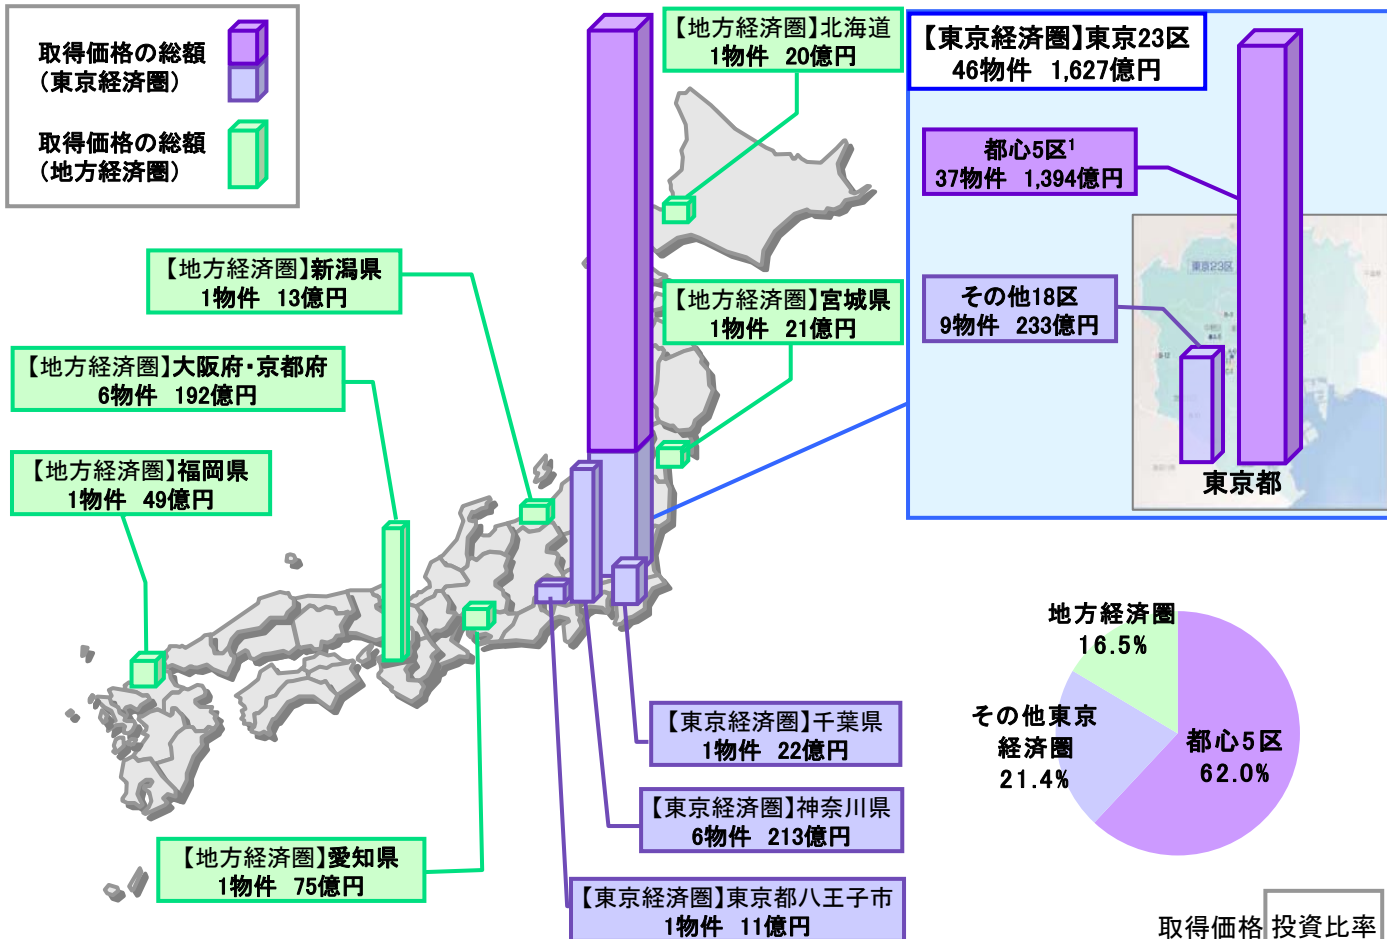 取得価格の総額
(東京経済圏)
取得価格の総額
(地方経済圏)
【地方経済圏】北海道
1物件 20億円
【東京経済圏】東京23区
46物件 1,627億円
都心5区1
37物件 1,394億円
その他18区
9物件 233億円
東京23区
東京都
【地方経済圏】新潟県
1物件 13億円
【地方経済圏】宮城県
1物件 21億円
【地方経済圏】大阪府・京都府
6物件 192億円
【地方経済圏】福岡県
1物件 49億円
【地方経済圏】愛知県
1物件 75億円
【東京経済圏】千葉県
1物件 22億円
【東京経済圏】神奈川県
6物件 213億円
【東京経済圏】東京都八王子市
1物件 11億円
地方経済圏
16.5%
その他東京
経済圏
21.4%
都心5区
62.0%
取得価格 投資比率